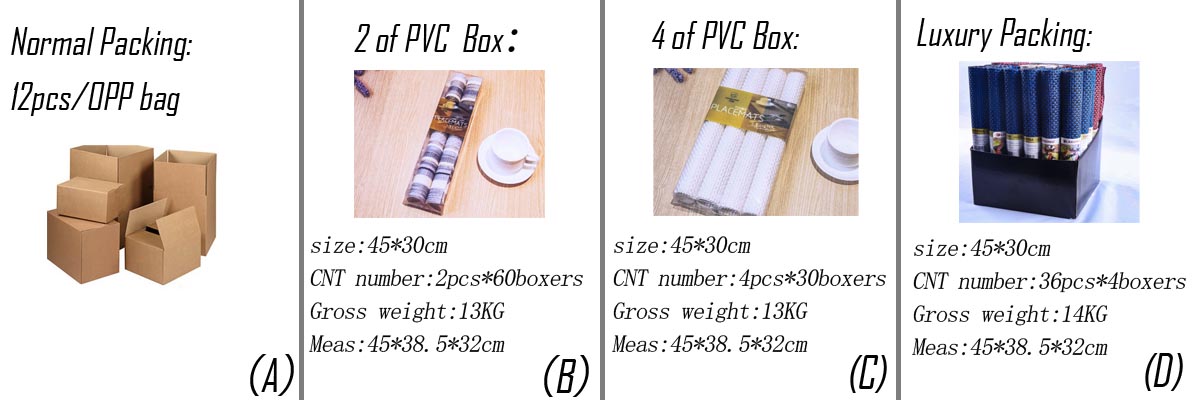 Normal Packing:
12pcs/OPP bag
(A)
2 of PVC Box:
PLACEMATS
size:45*30cm
CNT number:2pcs*60boxers
Gross weight:13KG
Meas:45*38.5*32cm
(B)
4 of PVC Box:
PLACEMATS
size:45*30cm
CNT number:4pcs*30boxers
Gross weight:13KG
Meas:45*38.5*32cm
(C)
Luxury Packing:
size:45*30cm
CNT number:36pcs*4boxers
Gross weight:14KG
Meas:45*38.5*32cm
(D)